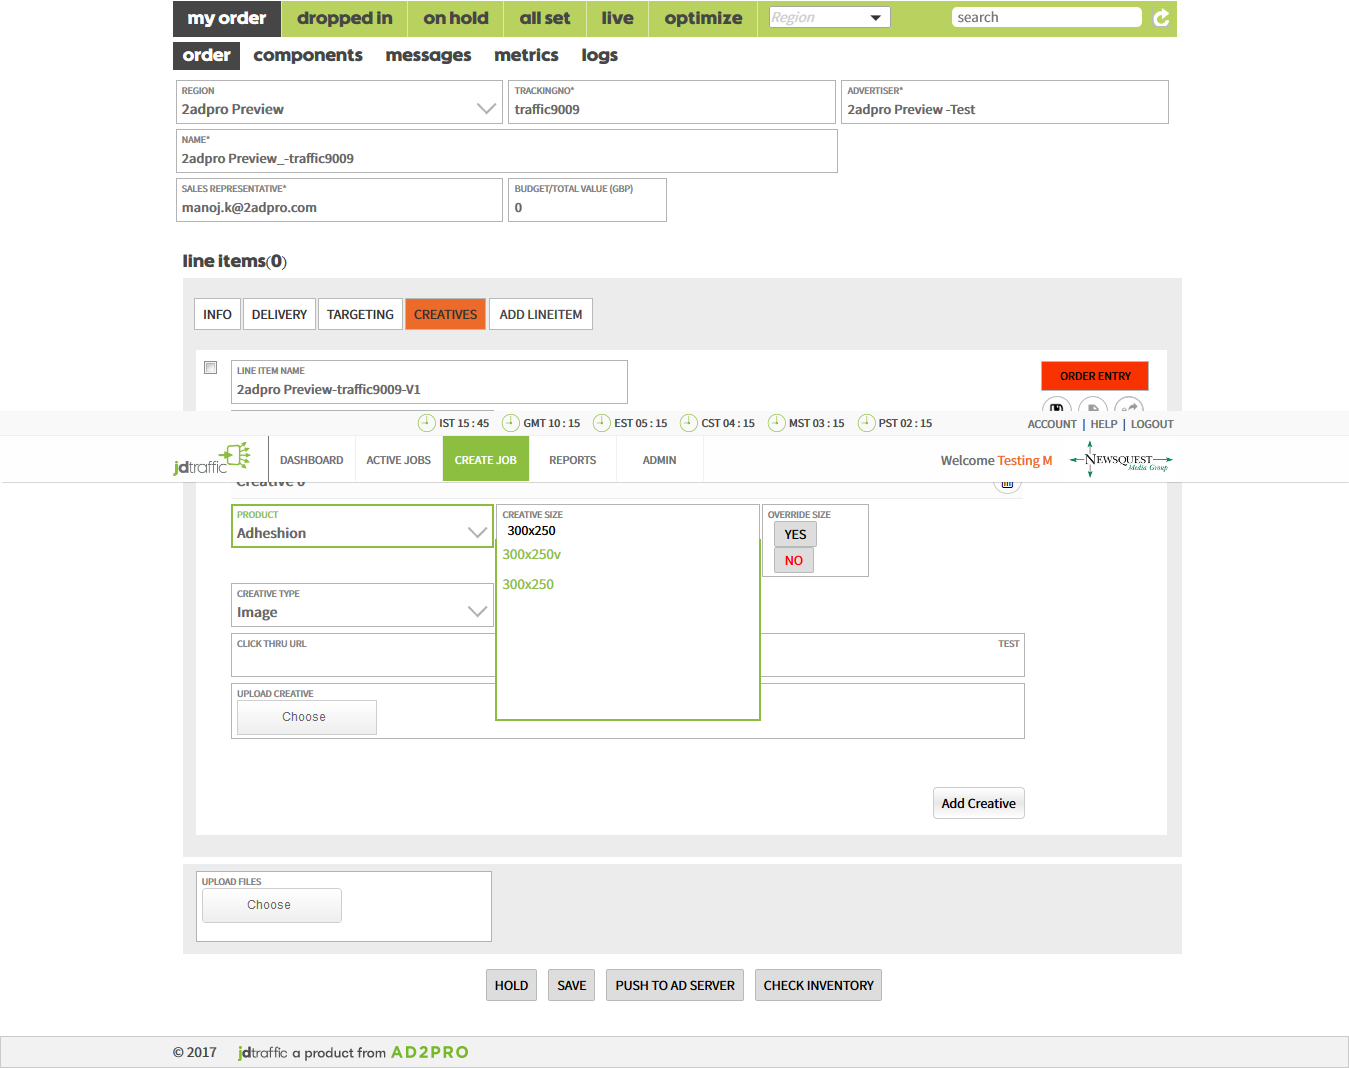 my order dropped in on hold all set live optimize Region search
order components messages metrics logs
REGION
2adpro Preview
TRACKINGNO*
traffic9009
ADVERTISER*
2adpro Preview -Test
NAME*
2adpro Preview_-traffic9009
SALES REPRESENTATIVE*
manoj.k@2adpro.com
BUDGET/TOTAL VALUE (GBP)
0
line items(0)
INFO DELIVERY TARGETING CREATIVES ADD LINEITEM
LINE ITEM NAME
2adpro Preview-traffic9009-V1
ORDER ENTRY
IST 15 : 45 GMT 10 : 15 EST 05 : 15 CST 04 : 15 MST 03 : 15 PST 02 : 15 ACCOUNT | HELP | LOGOUT
jdtraffic DASHBOARD ACTIVE JOBS CREATE JOB REPORTS ADMIN Welcome Testing M NEWSQUEST
Media Group
Creative 0
PRODUCT
Adheshion
CREATIVE SIZE
300x250
300x250v
300x250
OVERRIDE SIZE
YES
NO
CREATIVE TYPE
Image
CLICK THRU URL TEST
UPLOAD CREATIVE
Choose
Add Creative
UPLOAD FILES
Choose
HOLD SAVE PUSH TO AD SERVER CHECK INVENTORY
© 2017 jdtraffic a product from AD2PRO